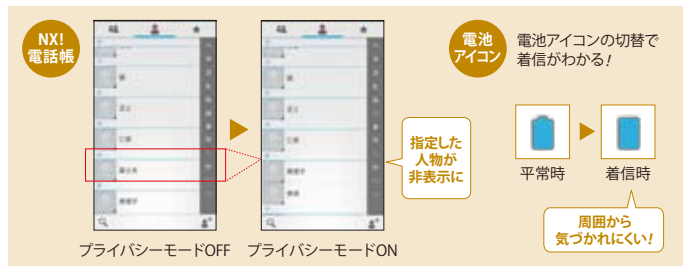 NX!
電話帳
プライバシーモードOFF
プライバシーモードON
指定した
人物が
非表示に
電池
アイコン
電池アイコンの切替で
着信がわかる!
平常時
着信時
周囲から
気づかれにくい!